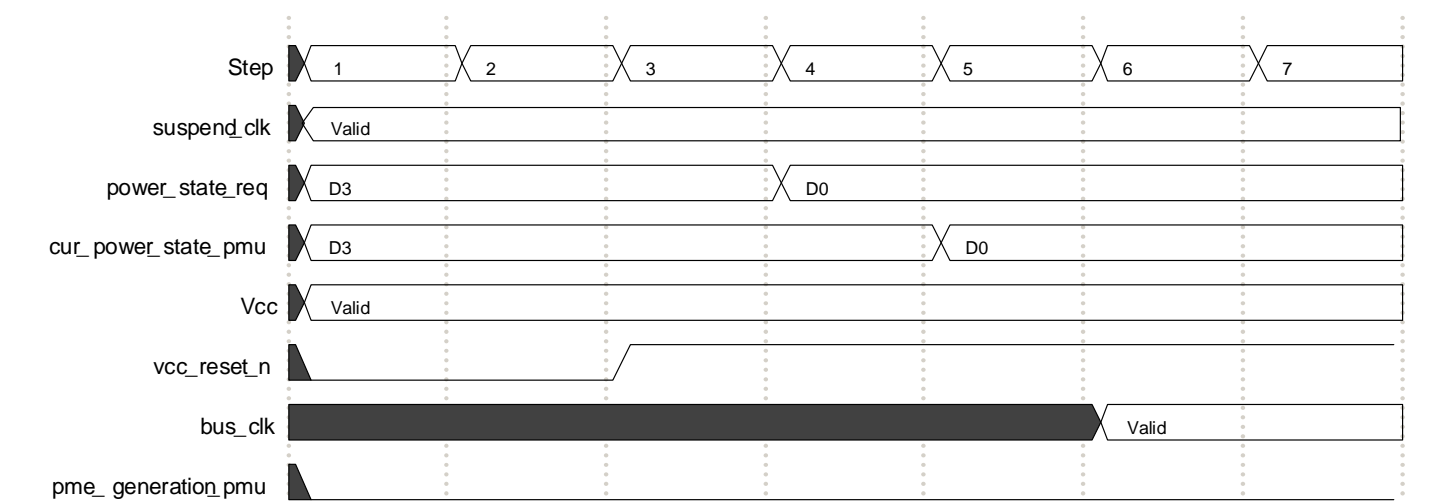 Step 1 2 3 4 5 6 7
suspend_clk Valid
power_state_req D3 D0
cur_power_state_pmu D3 D0
Vcc Valid
vcc_reset_n
bus_clk Valid
pme_generation_pmu